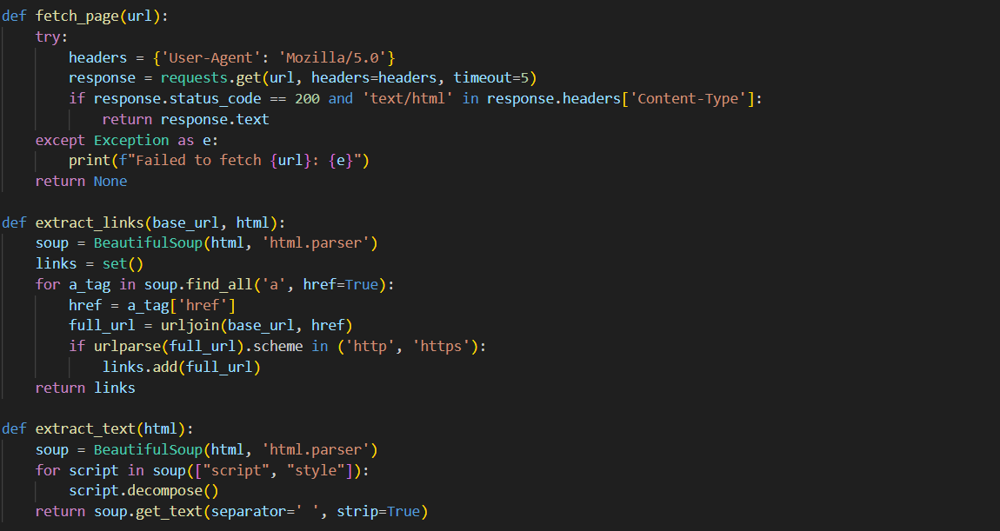 def fetch_page(url):
    try:
        headers = {'User-Agent': 'Mozilla/5.0'}
        response = requests.get(url, headers=headers, timeout=5)
        if response.status_code == 200 and 'text/html' in response.headers['Content-Type']:
            return response.text
    except Exception as e:
        print(f"Failed to fetch {url}: {e}")
    return None

def extract_links(base_url, html):
    soup = BeautifulSoup(html, 'html.parser')
    links = set()
    for a_tag in soup.find_all('a', href=True):
        href = a_tag['href']
        full_url = urljoin(base_url, href)
        if urlparse(full_url).scheme in ('http', 'https'):
            links.add(full_url)
    return links

def extract_text(html):
    soup = BeautifulSoup(html, 'html.parser')
    for script in soup(["script", "style"]):
        script.decompose()
    return soup.get_text(separator=' ', strip=True)